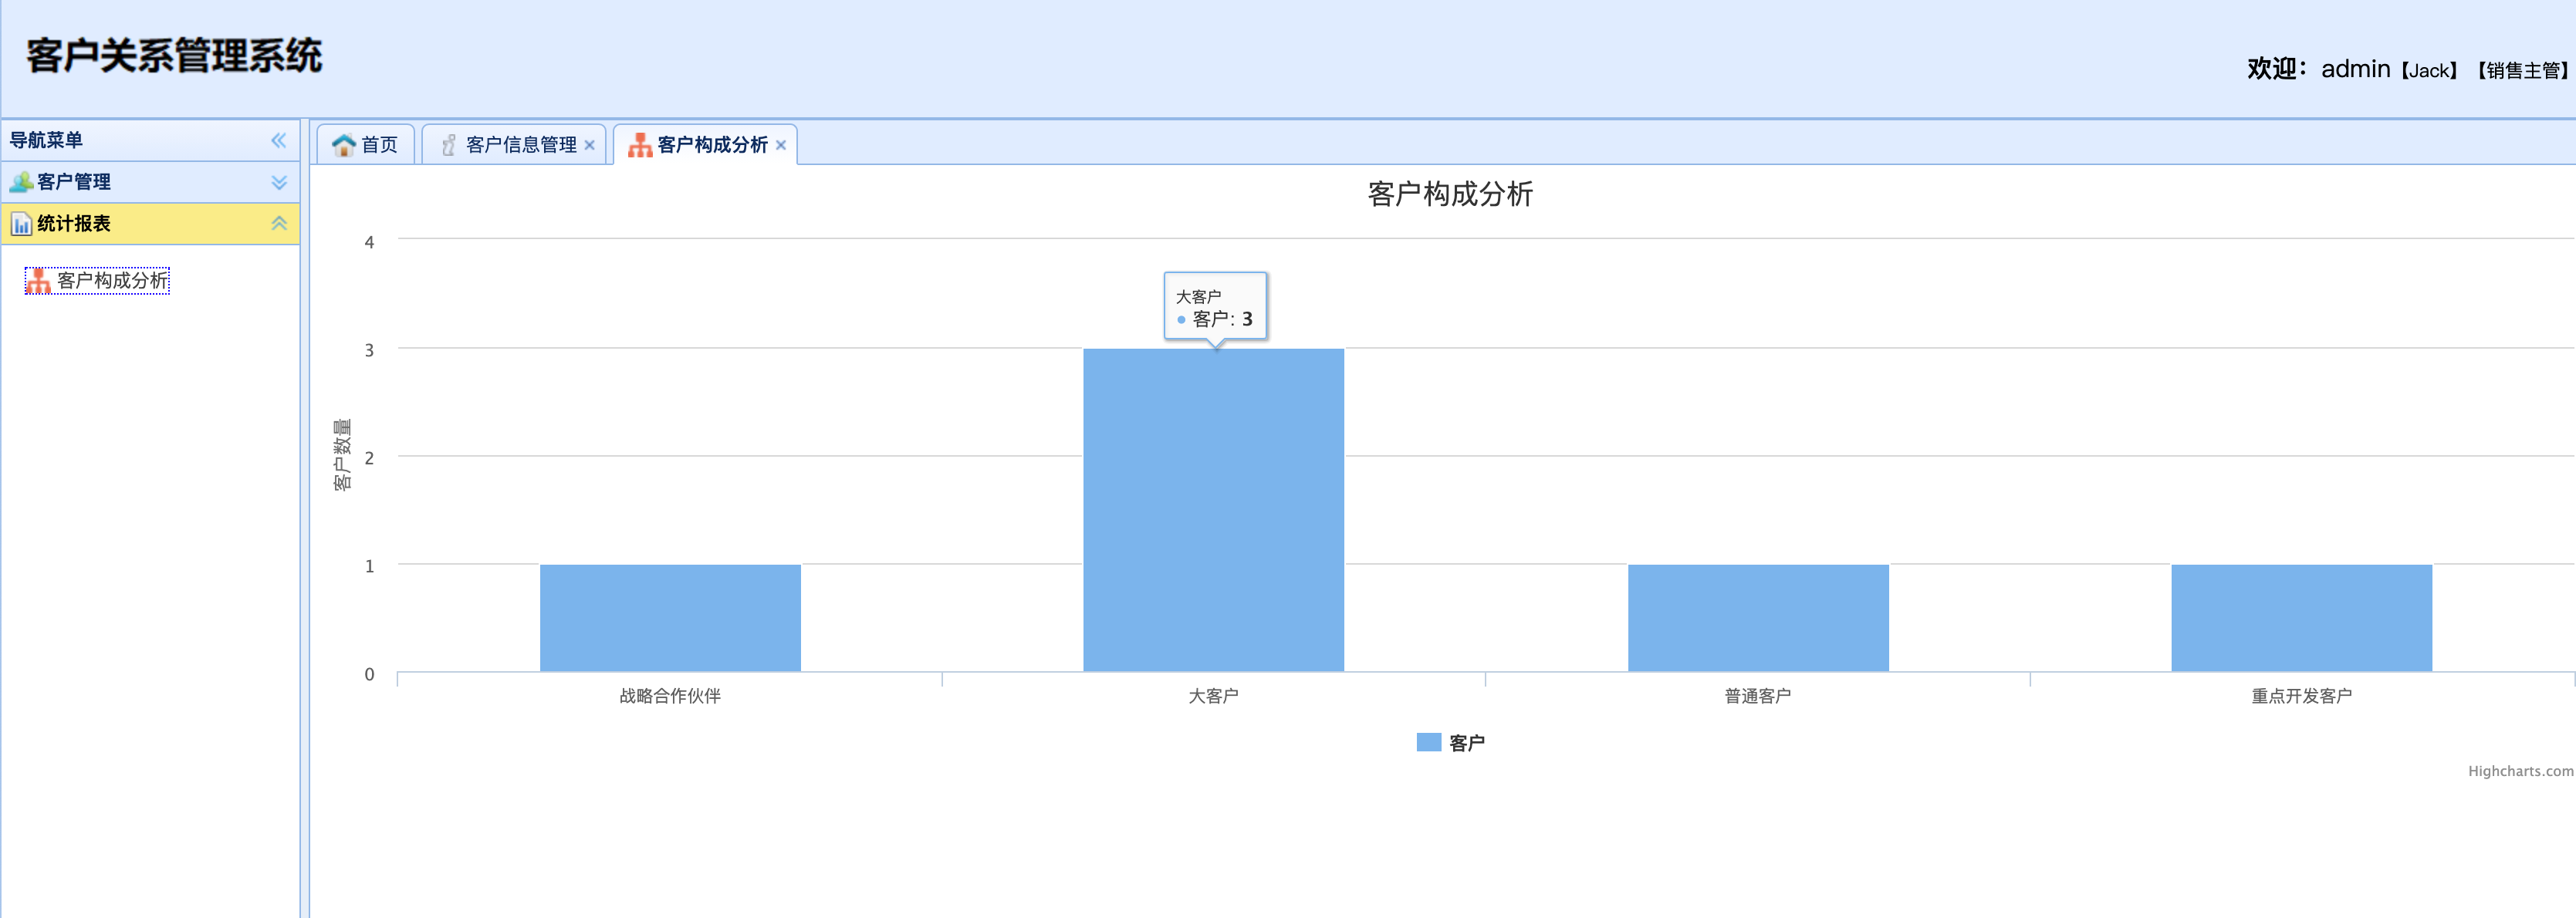 客户关系管理系统
欢迎：admin【Jack】【销售主管】
导航菜单
客户管理
统计报表
客户构成分析
首页
客户信息管理
客户构成分析
客户构成分析
4
3
2
1
0
客户数量
大客户
客户: 3
战略合作伙伴
大客户
普通客户
重点开发客户
客户
Highcharts.com